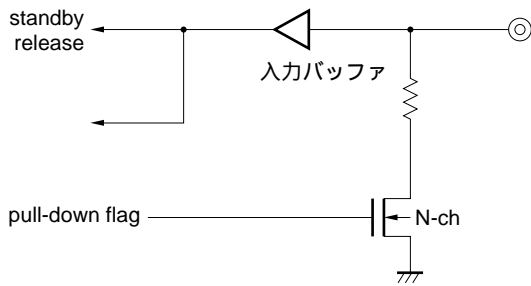 standby
release
入力バッファ
pull-down flag
N-ch